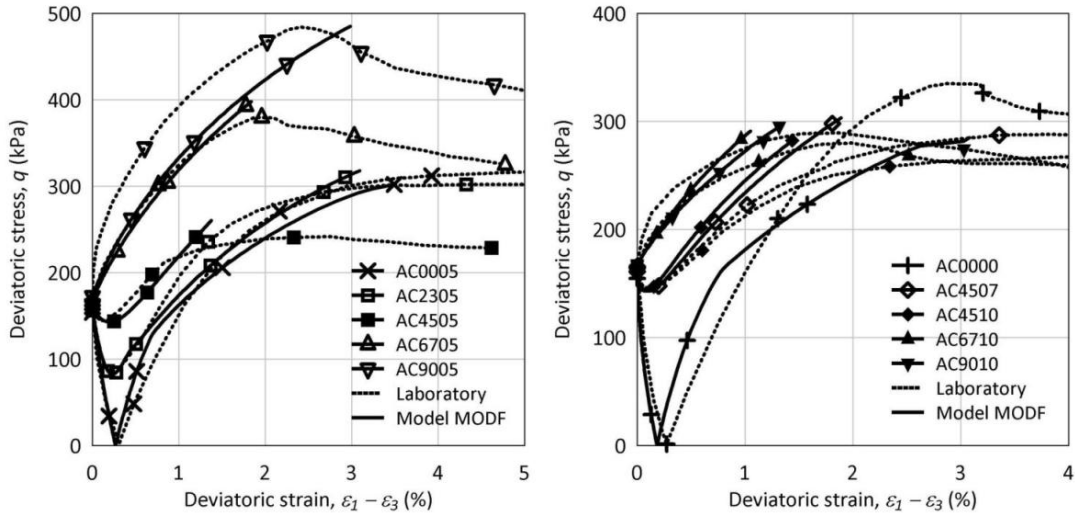 500
400
300
200
100
0
0 1 2 3 4 5
Deviatoric stress, q (kPa)
Deviatoric strain, ε₁ – ε₃ (%)
AC0005
AC2305
AC4505
AC6705
AC9005
Laboratory
Model MODF
400
300
200
100
0
0 1 2 3 4
Deviatoric stress, q (kPa)
Deviatoric strain, ε₁ – ε₃ (%)
AC0000
AC4507
AC4510
AC6710
AC9010
Laboratory
Model MODF